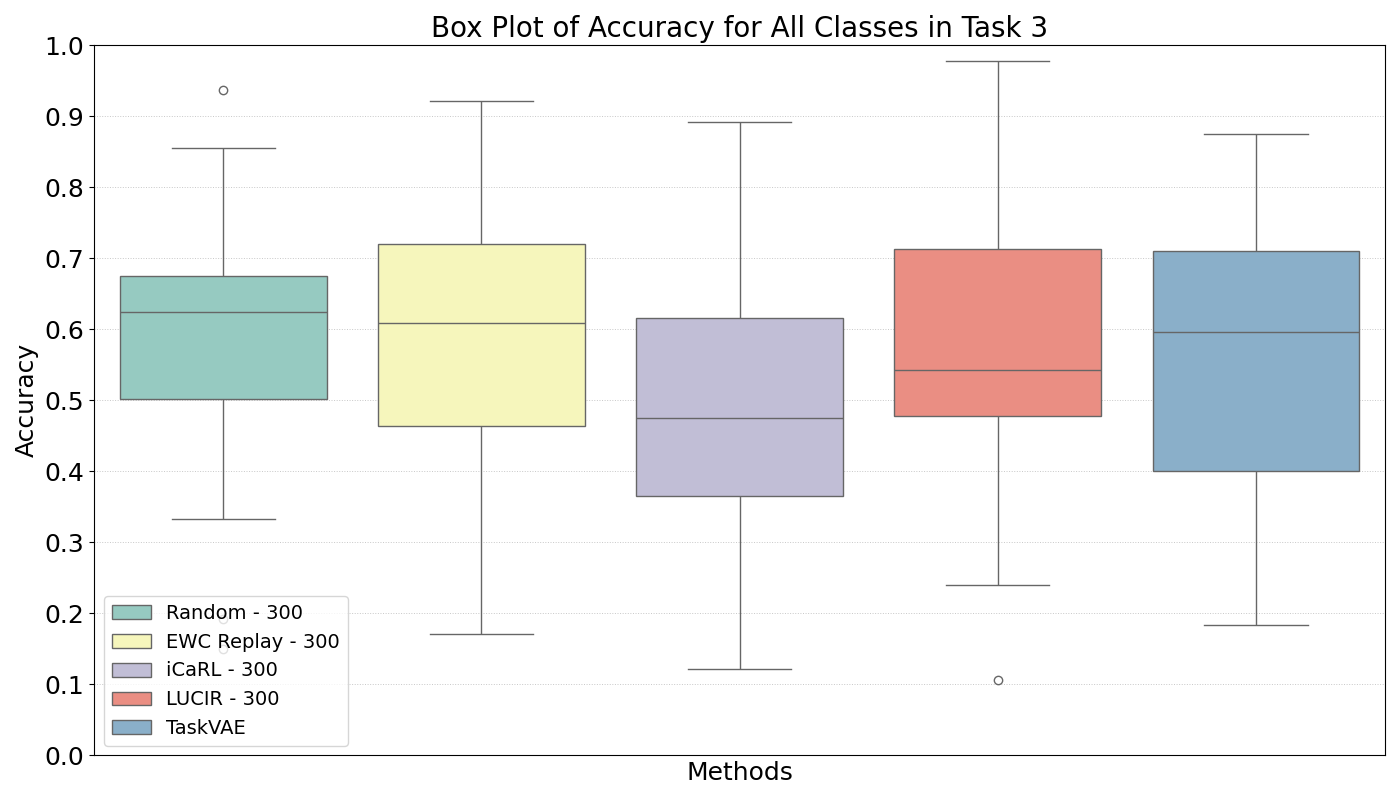 Box Plot of Accuracy for All Classes in Task 3
1.0
0.9
0.8
0.7
0.6
0.5
0.4
0.3
0.2
0.1
0.0
Accuracy
Random - 300
EWC Replay - 300
iCaRL - 300
LUCIR - 300
TaskVAE
Methods